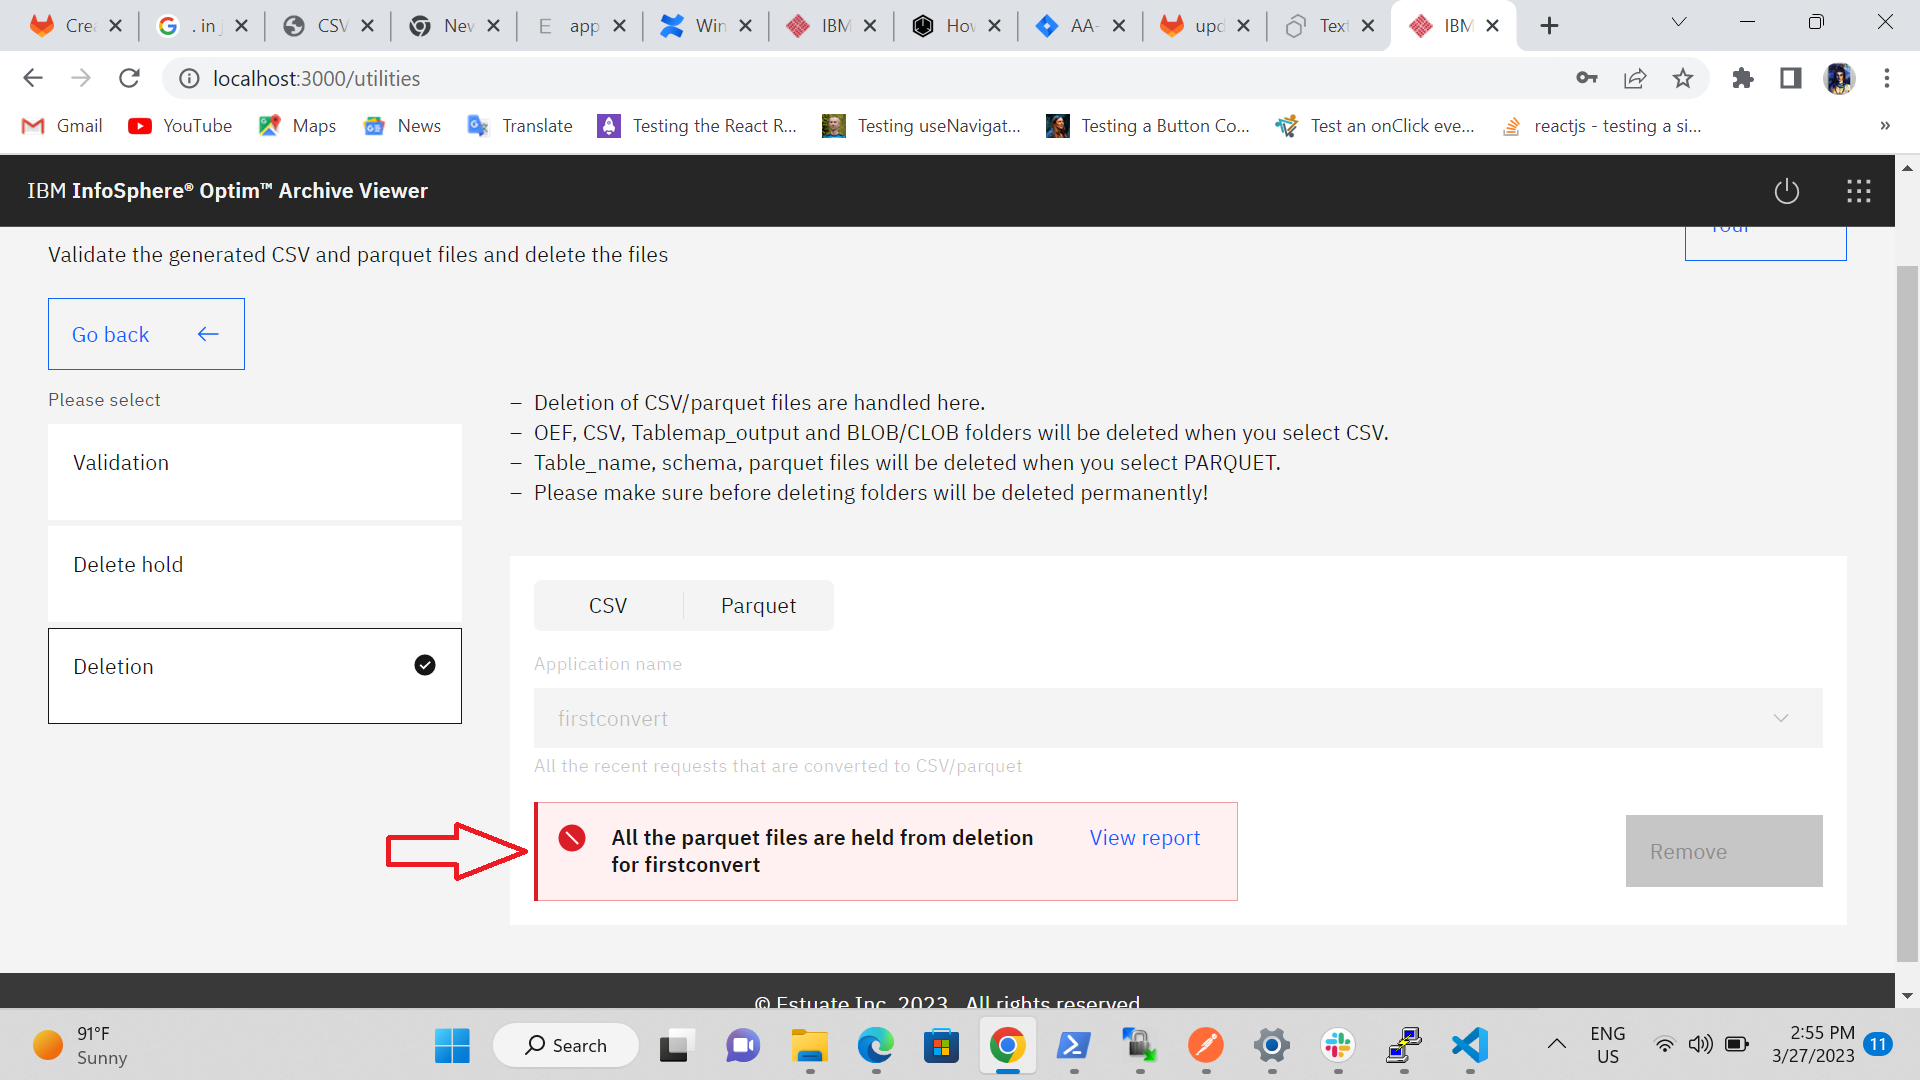 Crea
. in j
CSV
New
E app
Win
IBM
How
AA-
upd
Text
IBM
localhost:3000/utilities
Gmail
YouTube
Maps
News
Translate
Testing the React R...
Testing useNavigat...
Testing a Button Co...
Test an onClick eve...
reactjs - testing a si...
»
IBM InfoSphere® Optim™ Archive Viewer
Tour
Validate the generated CSV and parquet files and delete the files
Go back
Please select
Validation
Delete hold
Deletion
– Deletion of CSV/parquet files are handled here.
– OEF, CSV, Tablemap_output and BLOB/CLOB folders will be deleted when you select CSV.
– Table_name, schema, parquet files will be deleted when you select PARQUET.
– Please make sure before deleting folders will be deleted permanently!
CSV
Parquet
Application name
firstconvert
All the recent requests that are converted to CSV/parquet
All the parquet files are held from deletion
for firstconvert
View report
Remove
© Estuate Inc, 2023. All rights reserved
91°F
Sunny
Search
ENG
US
2:55 PM
3/27/2023
11